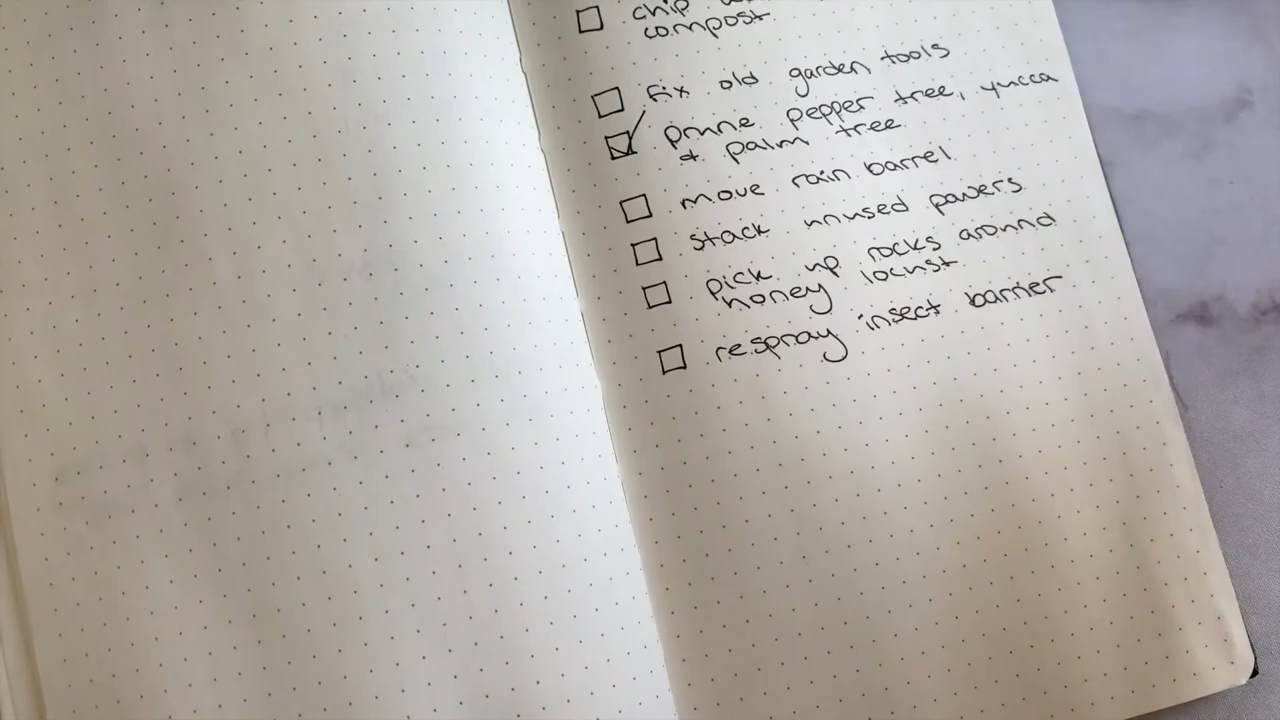 chip
compost
fix old garden tools
prune pepper tree, yucca
& palm tree
move rain barrel
stack unused pavers
pick up rocks around
honey locust
respray insect barrier